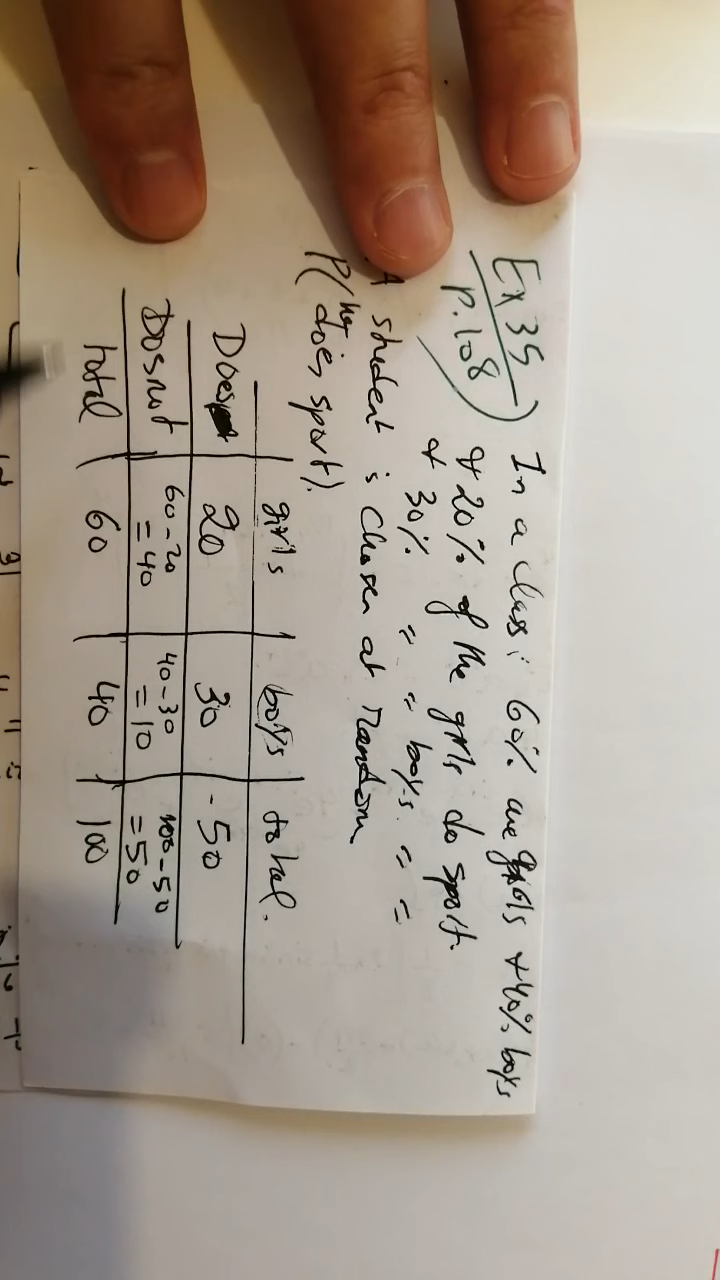 Ex 35
P.108
In a class: 60% are girls + 40% boys
& 20% of the girls do sport
& 30% " " boys " "
A student is chosen at random
P( he does sport).
girls boys total.
Does 20 30 50
Dosnot 60-20 =40 40-30 =10 100-50 =50
total 60 40 100